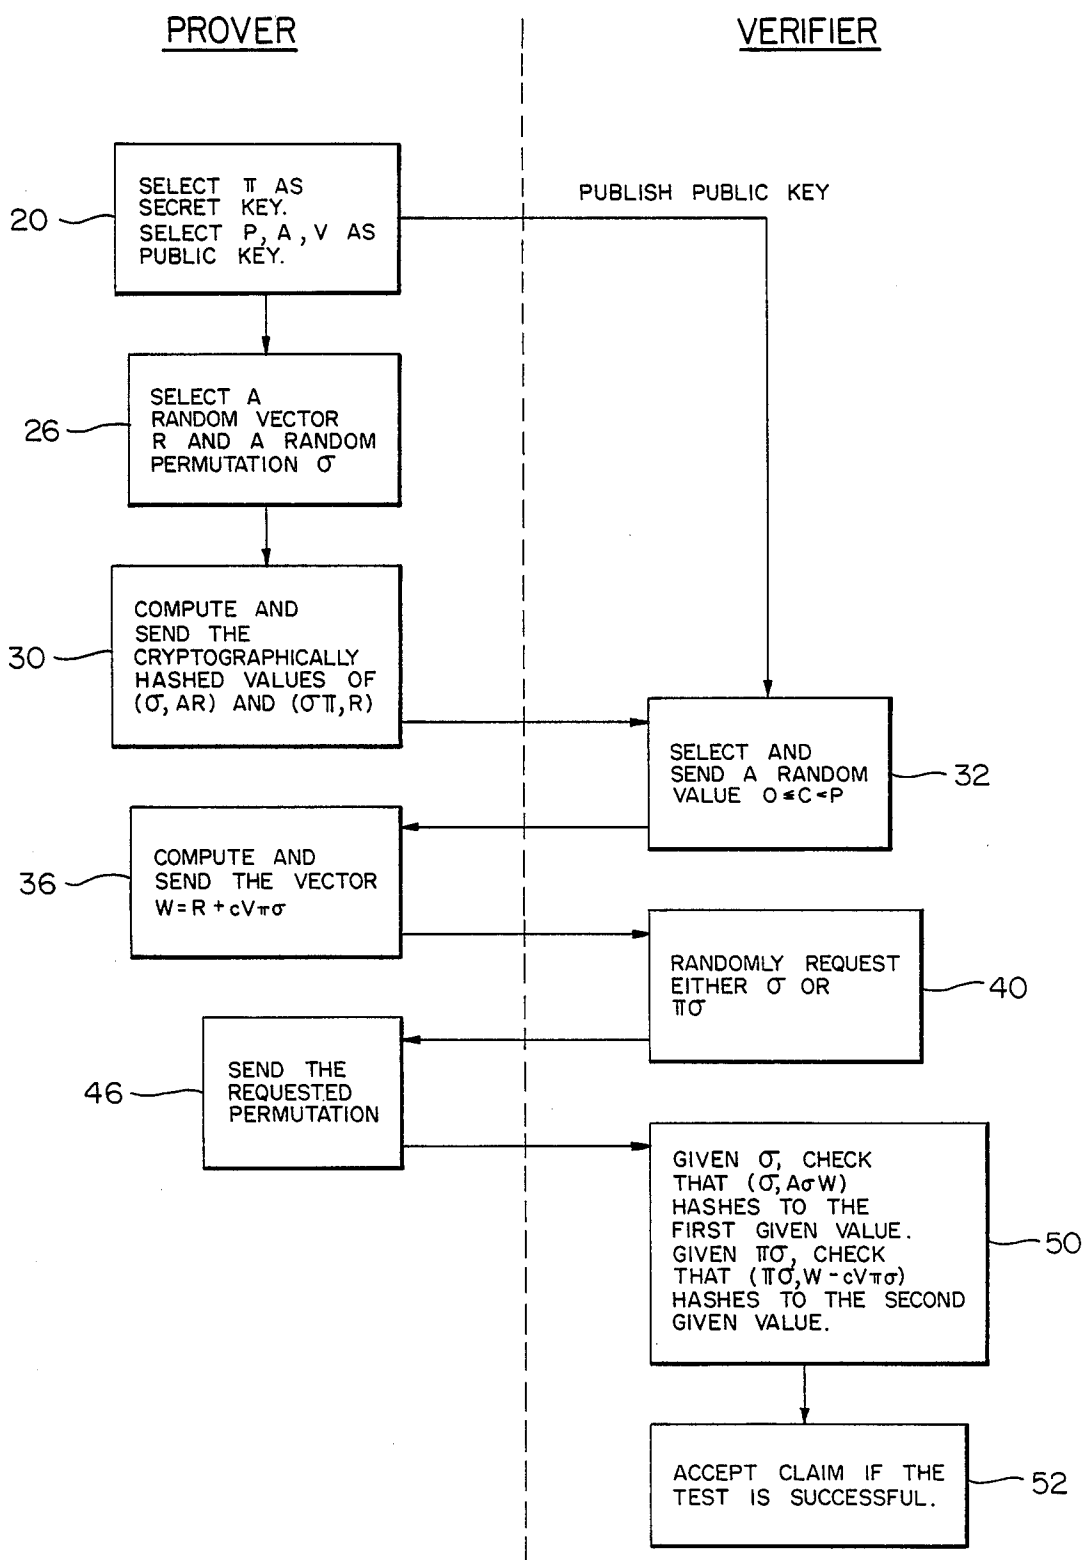 PROVER
VERIFIER
SELECT π AS
SECRET KEY.
SELECT P, A, V AS
PUBLIC KEY.
20
PUBLISH PUBLIC KEY
SELECT A
RANDOM VECTOR
R AND A RANDOM
PERMUTATION σ
26
COMPUTE AND
SEND THE
CRYPTOGRAPHICALLY
HASHED VALUES OF
(σ, AR) AND (σπ, R)
30
SELECT AND
SEND A RANDOM
VALUE O ≤ C < P
32
COMPUTE AND
SEND THE VECTOR
W = R + cVπσ
36
RANDOMLY REQUEST
EITHER σ OR
πσ
40
SEND THE
REQUESTED
PERMUTATION
46
GIVEN σ, CHECK
THAT (σ, AσW)
HASHES TO THE
FIRST GIVEN VALUE.
GIVEN πσ, CHECK
THAT (πσ, W - cVπσ)
HASHES TO THE SECOND
GIVEN VALUE.
50
ACCEPT CLAIM IF THE
TEST IS SUCCESSFUL.
52